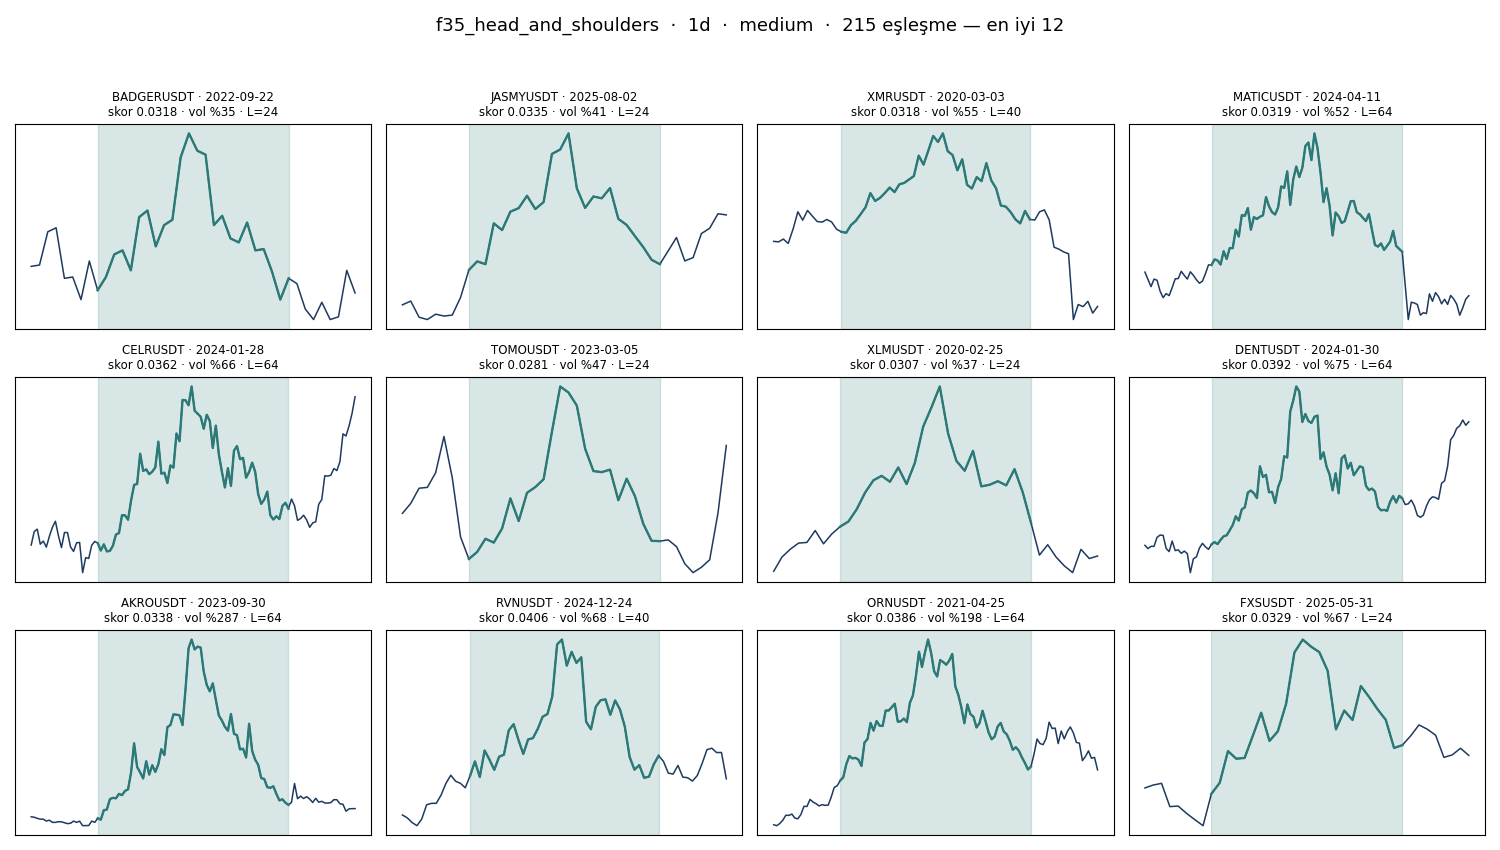 f35_head_and_shoulders · 1d · medium · 215 eşleşme — en iyi 12
BADGERUSDT · 2022-09-22
skor 0.0318 · vol %35 · L=24
JASMYUSDT · 2025-08-02
skor 0.0335 · vol %41 · L=24
XMRUSDT · 2020-03-03
skor 0.0318 · vol %55 · L=40
MATICUSDT · 2024-04-11
skor 0.0319 · vol %52 · L=64
CELRUSDT · 2024-01-28
skor 0.0362 · vol %66 · L=64
TOMOUSDT · 2023-03-05
skor 0.0281 · vol %47 · L=24
XLMUSDT · 2020-02-25
skor 0.0307 · vol %37 · L=24
DENTUSDT · 2024-01-30
skor 0.0392 · vol %75 · L=64
AKROUSDT · 2023-09-30
skor 0.0338 · vol %287 · L=64
RVNUSDT · 2024-12-24
skor 0.0406 · vol %68 · L=40
ORNUSDT · 2021-04-25
skor 0.0386 · vol %198 · L=64
FXSUSDT · 2025-05-31
skor 0.0329 · vol %67 · L=24